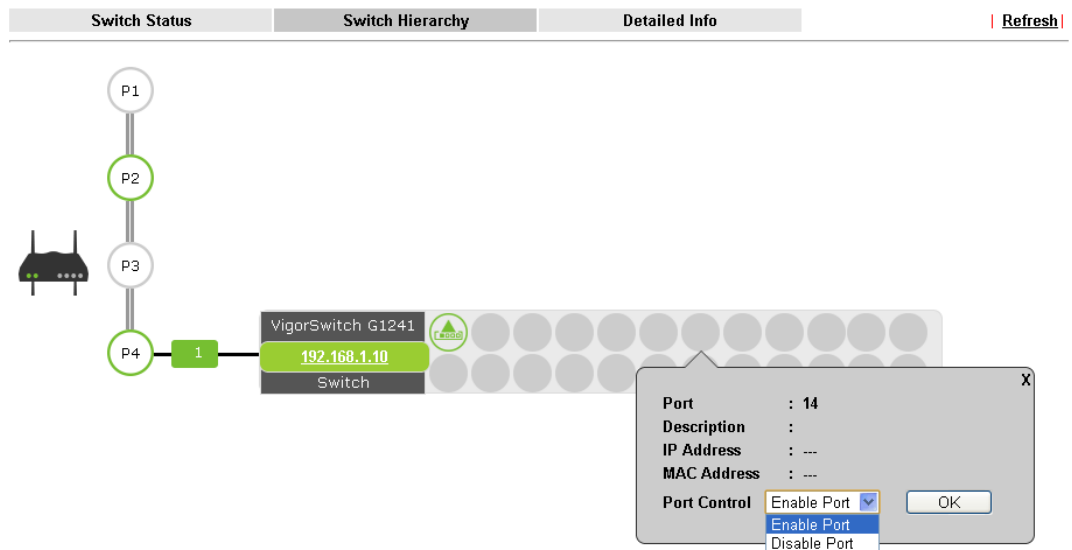 Switch Status Switch Hierarchy Detailed Info | Refresh |
P1
P2
P3
P4 1
VigorSwitch G1241
192.168.1.10
Switch
X
Port : 14
Description :
IP Address : ---
MAC Address : ---
Port Control Enable Port OK
Enable Port
Disable Port